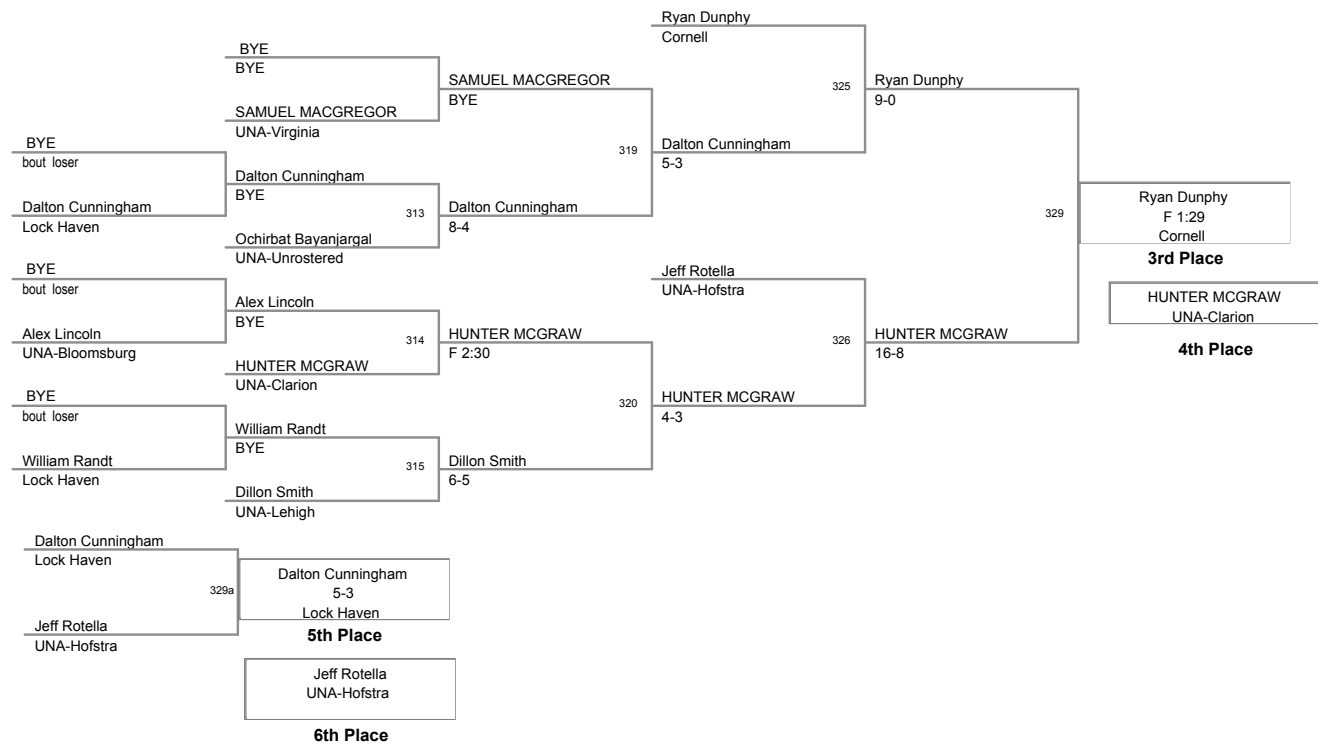 Ryan Dunphy
Cornell
BYE
BYE
SAMUEL MACGREGOR
BYE
325
Ryan Dunphy
9-0
SAMUEL MACGREGOR
UNA-Virginia
BYE
bout loser
319
Dalton Cunningham
5-3
Dalton Cunningham
BYE
Dalton Cunningham
Lock Haven
313
Dalton Cunningham
8-4
329
Ryan Dunphy
F 1:29
Cornell
3rd Place
Ochirbat Bayanjargal
UNA-Unrostered
BYE
bout loser
Jeff Rotella
UNA-Hofstra
HUNTER MCGRAW
UNA-Clarion
4th Place
Alex Lincoln
BYE
Alex Lincoln
UNA-Bloomsburg
314
HUNTER MCGRAW
F 2:30
326
HUNTER MCGRAW
16-8
HUNTER MCGRAW
UNA-Clarion
BYE
bout loser
320
HUNTER MCGRAW
4-3
William Randt
BYE
William Randt
Lock Haven
315
Dillon Smith
6-5
Dillon Smith
UNA-Lehigh
Dalton Cunningham
Lock Haven
329a
Dalton Cunningham
5-3
Lock Haven
5th Place
Jeff Rotella
UNA-Hofstra
Jeff Rotella
UNA-Hofstra
6th Place